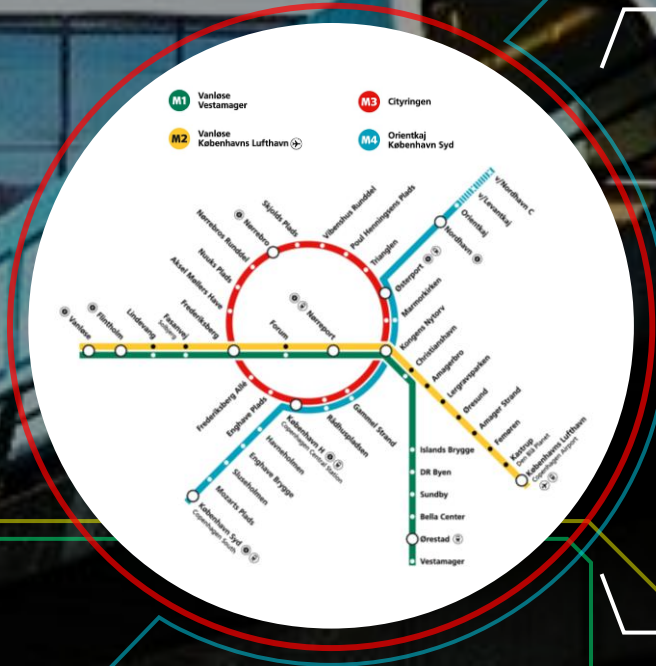 M1 Vanløse
Vestamager
M2 Vanløse
Københavns Lufthavn
M3 Cityringen
M4 Orientkaj
København Syd
v/Nordhavn C
v/Levantkaj
Orientkaj
Nordhavn
Skjolds Plads
Vibenshus Runddel
Poul Henningsens Plads
Trianglen
Nørrebro
Nørrebros Runddel
Nuuks Plads
Aksel Møllers Have
Frederiksberg
Østerport
Marmorkirken
Kongens Nytorv
Vanløse
Flintholm
Lindevang
Fasanvej
Solbjerg
Forum
Nørreport
Christianshavn
Amagerbro
Lergravsparken
Øresund
Amager Strand
Femøren
Kastrup
Den Blå Planet
Københavns Lufthavn
Copenhagen Airport
Frederiksberg Allé
Enghave Plads
København H
Copenhagen Central Station
Rådhuspladsen
Gammel Strand
Havneholmen
Enghave Brygge
Sluseholmen
Mozarts Plads
København Syd
Copenhagen South
Islands Brygge
DR Byen
Sundby
Bella Center
Ørestad
Vestamager